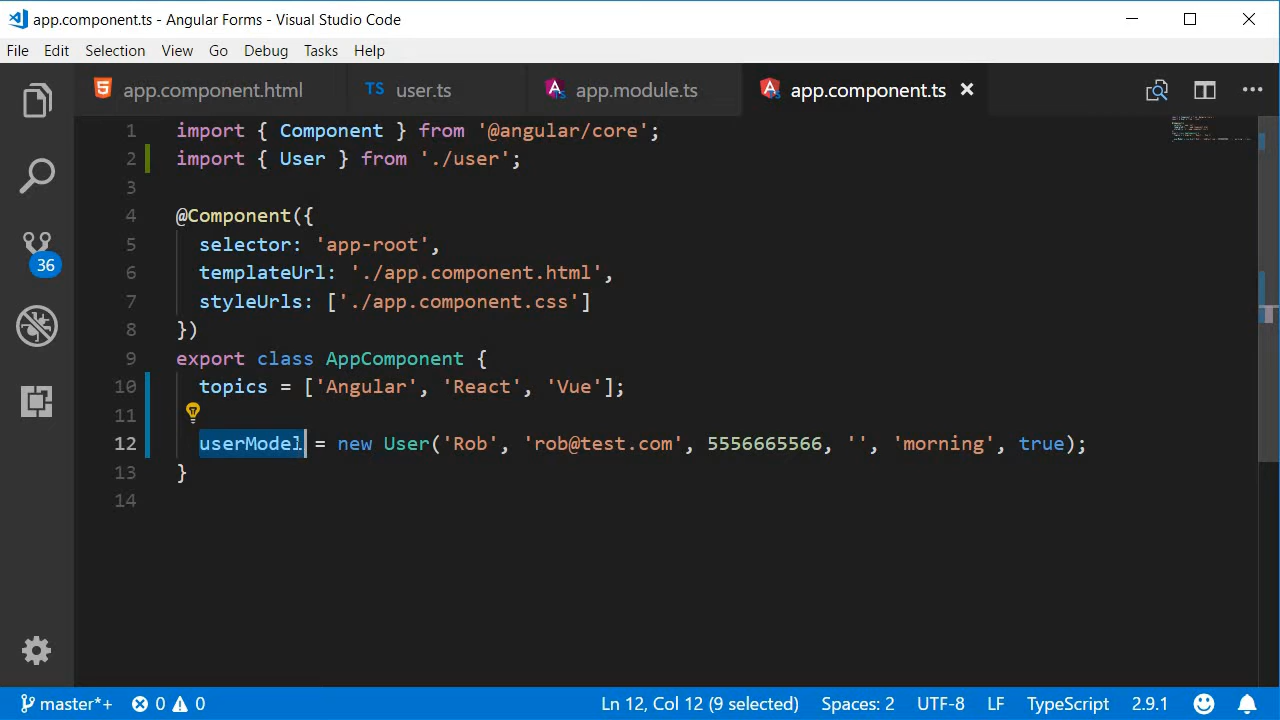 app.component.ts - Angular Forms - Visual Studio Code
File Edit Selection View Go Debug Tasks Help
app.component.html TS user.ts app.module.ts app.component.ts
1 import { Component } from '@angular/core';
2 import { User } from './user';
3
4 @Component({
5 selector: 'app-root',
6 templateUrl: './app.component.html',
7 styleUrls: ['./app.component.css']
8 })
9 export class AppComponent {
10 topics = ['Angular', 'React', 'Vue'];
11
12 userModel = new User('Rob', 'rob@test.com', 5556665566, '', 'morning', true);
13 }
14
36
master*+ 0 0 Ln 12, Col 12 (9 selected) Spaces: 2 UTF-8 LF TypeScript 2.9.1